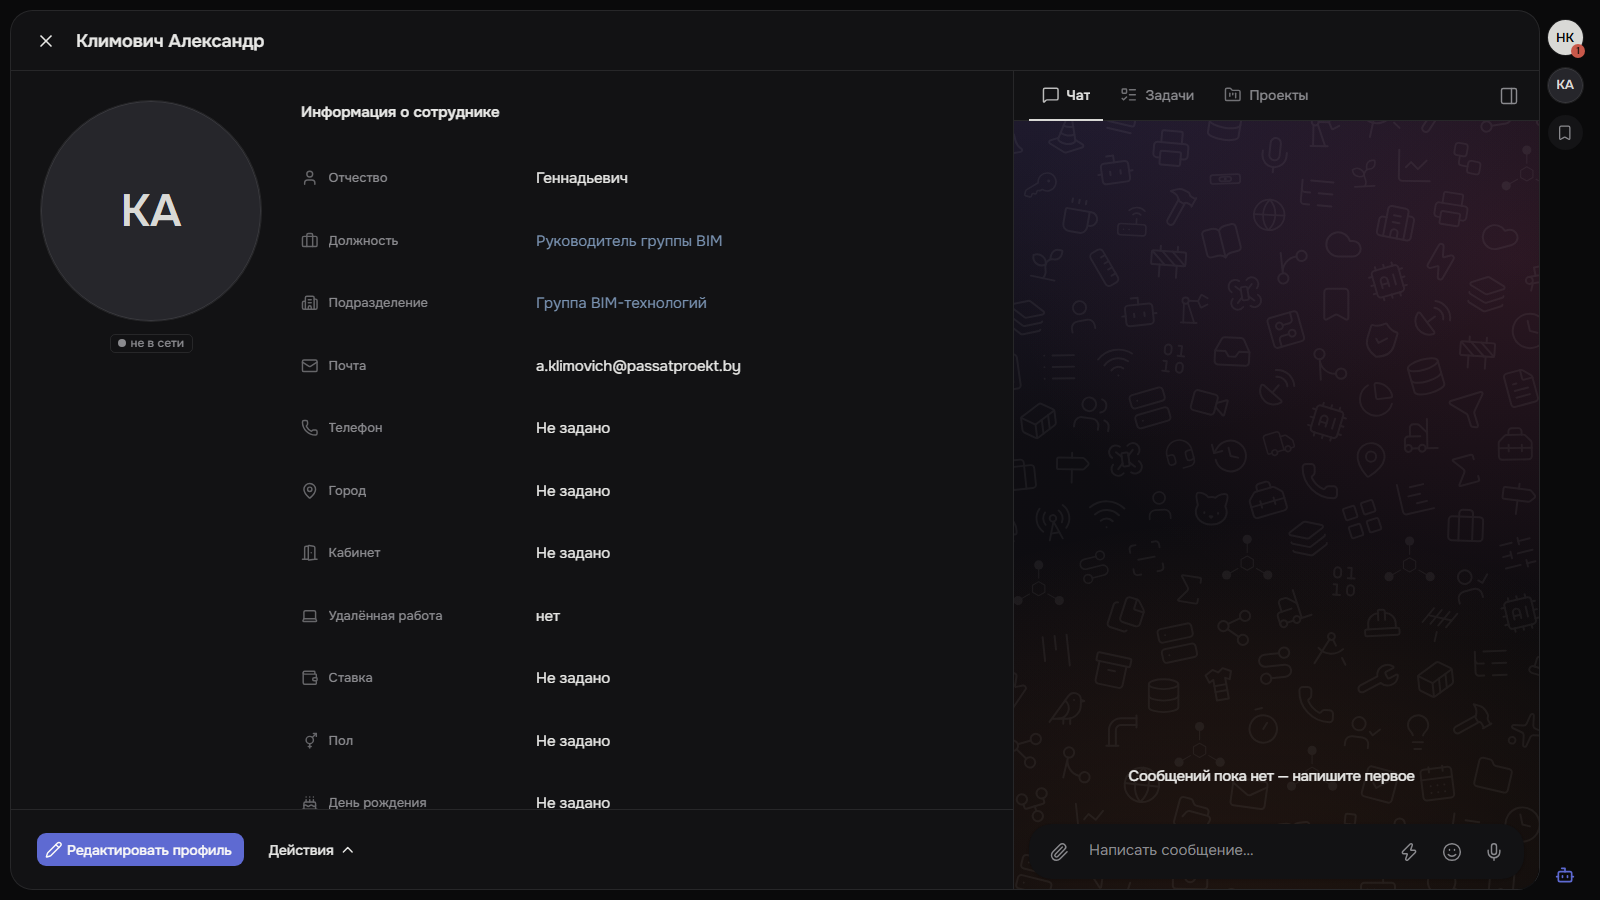 Климович Александр
НК
1
КА
КА
не в сети
Информация о сотруднике
Отчество
Геннадьевич
Должность
Руководитель группы BIM
Подразделение
Группа BIM-технологий
Почта
a.klimovich@passatproekt.by
Телефон
Не задано
Город
Не задано
Кабинет
Не задано
Удалённая работа
нет
Ставка
Не задано
Пол
Не задано
День рождения
Не задано
Редактировать профиль
Действия
Чат
Задачи
Проекты
Сообщений пока нет — напишите первое
Написать сообщение...